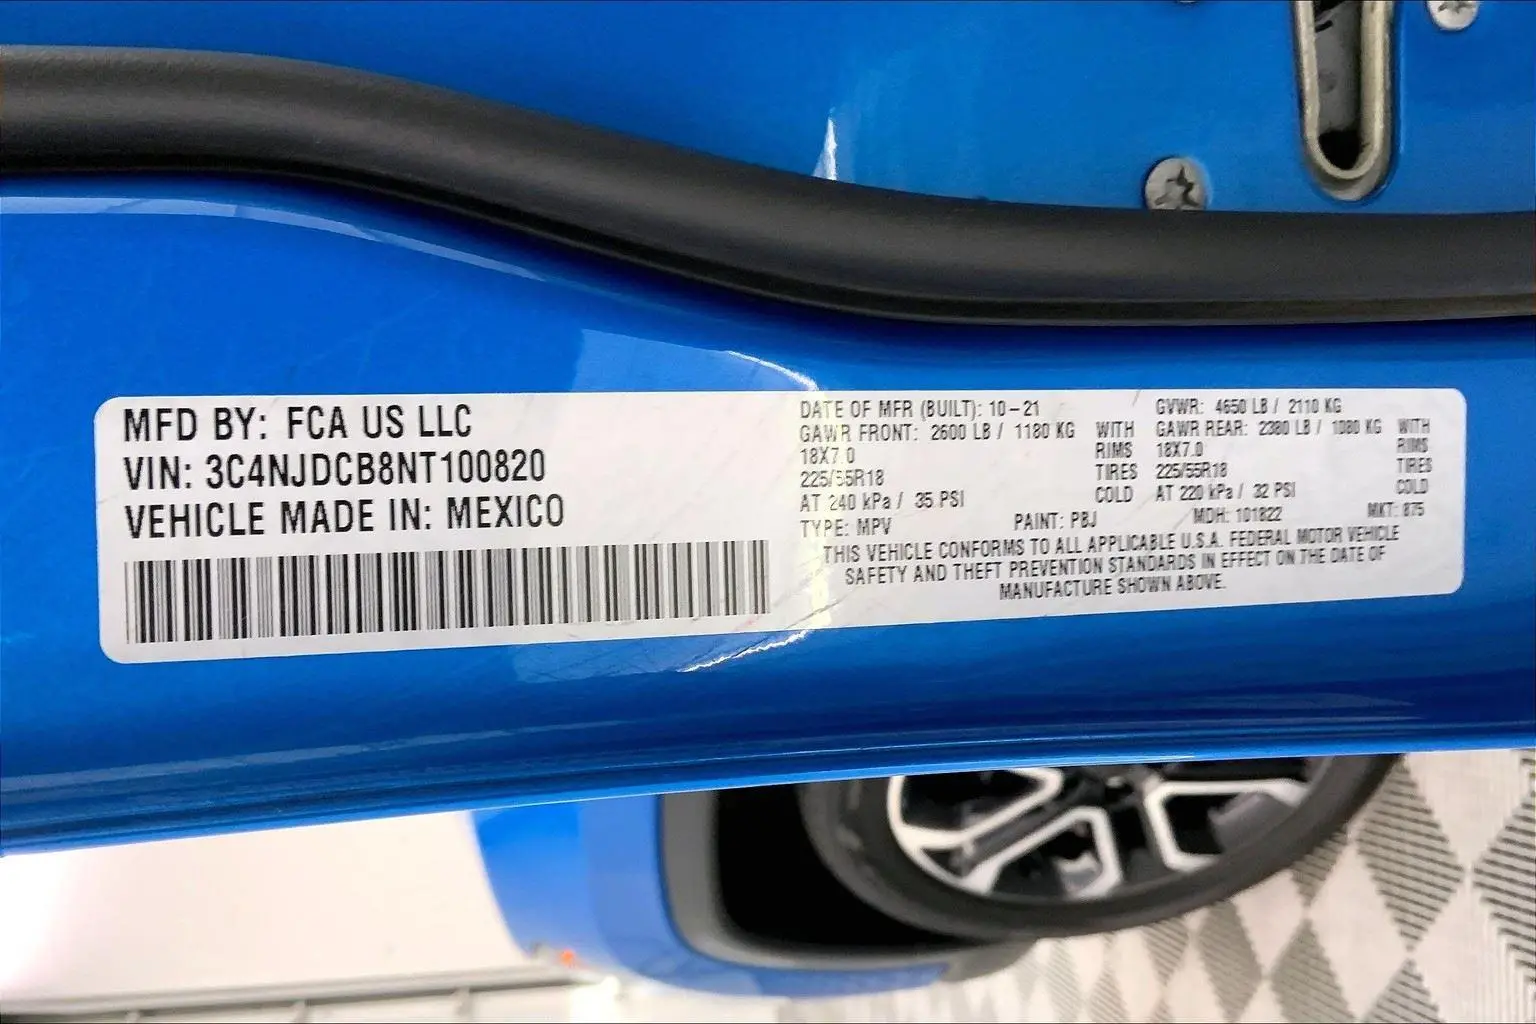 MFD BY: FCA US LLC
VIN: 3C4NJDCB8NT100820
VEHICLE MADE IN: MEXICO
DATE OF MFR (BUILT): 10-21
GVWR: 4650 LB / 2110 KG
GAWR FRONT: 2600 LB / 1180 KG WITH
18X7.0 RIMS
225/55R18 TIRES
AT 240 kPa / 35 PSI COLD
GAWR REAR: 2380 LB / 1080 KG WITH
18X7.0 RIMS
225/55R18 TIRES
AT 220 kPa / 32 PSI COLD
TYPE: MPV PAINT: PBJ MDH: 101822 MKT: 875
THIS VEHICLE CONFORMS TO ALL APPLICABLE U.S.A. FEDERAL MOTOR VEHICLE
SAFETY AND THEFT PREVENTION STANDARDS IN EFFECT ON THE DATE OF
MANUFACTURE SHOWN ABOVE.